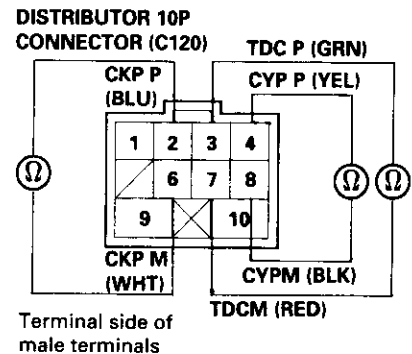 DISTRIBUTOR 10P
CONNECTOR (C120)
TDC P (GRN)
CKP P
(BLU)
CYP P (YEL)
1 2 3 4
Ω 6 7 8 Ω Ω
9 10
CKP M
(WHT)
CYPM (BLK)
TDCM (RED)
Terminal side of
male terminals